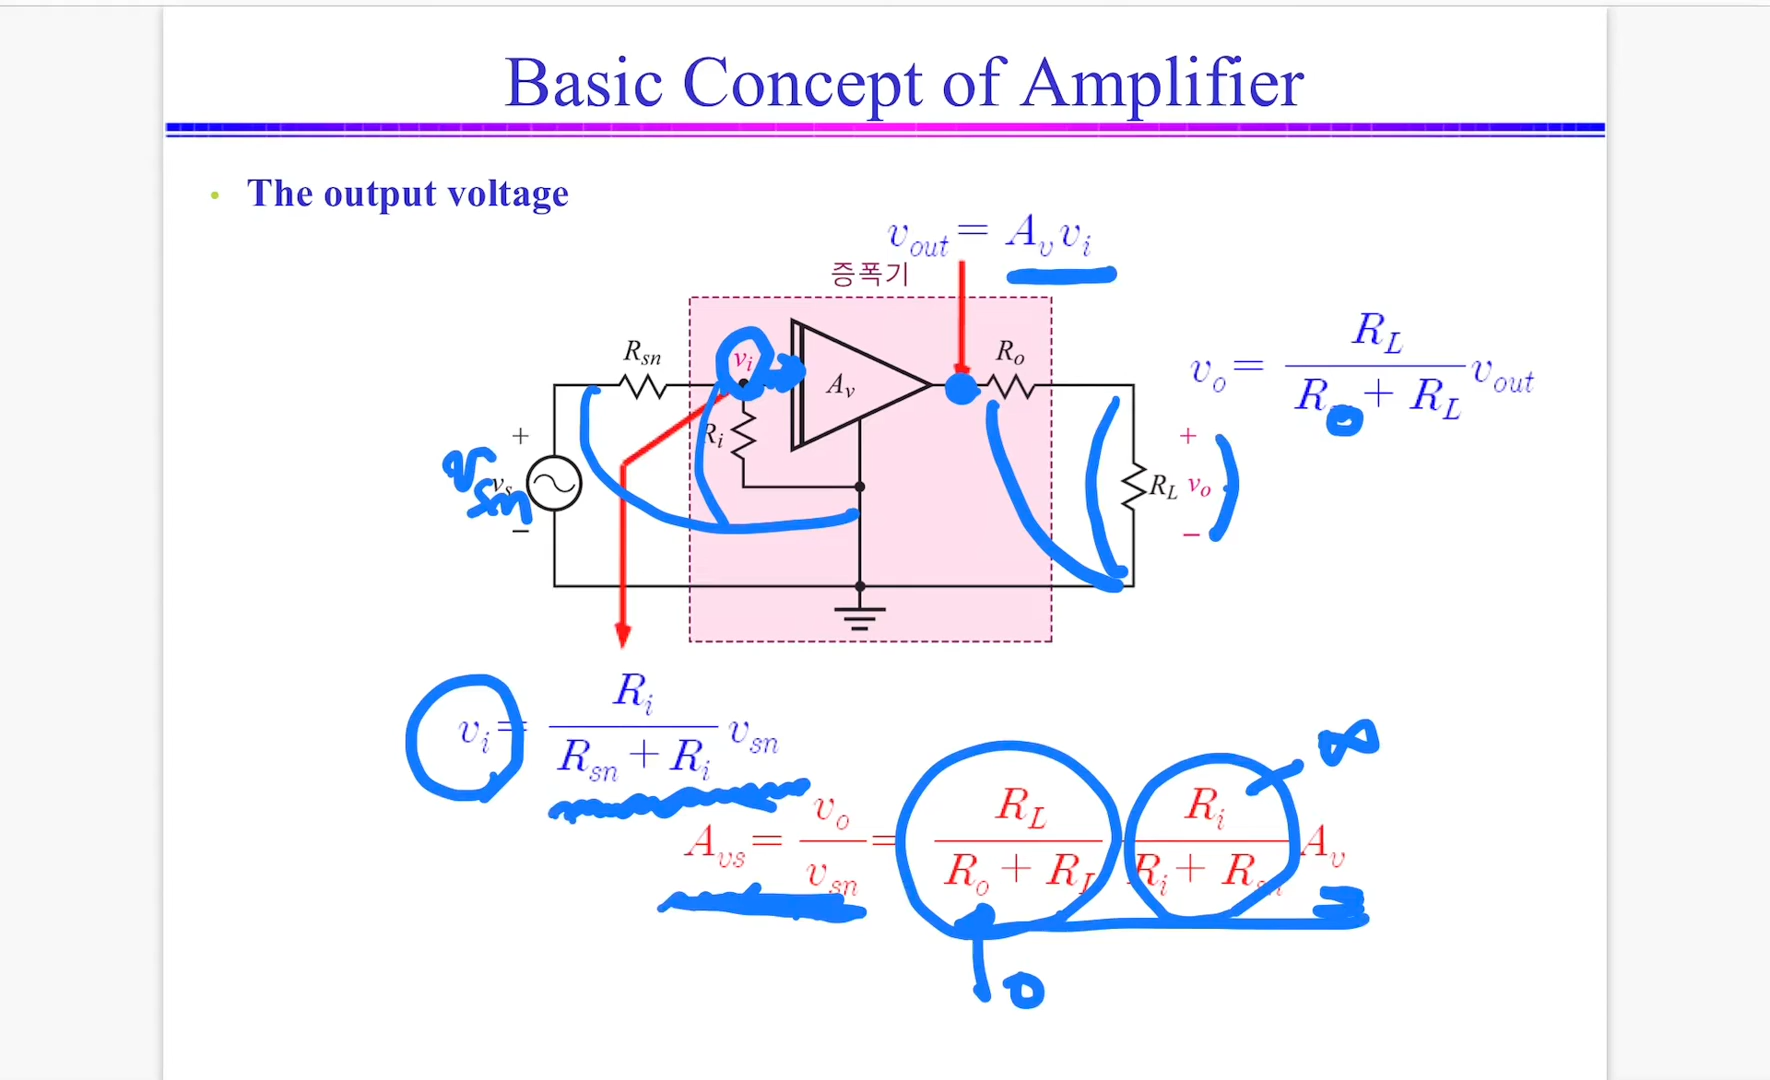 Basic Concept of Amplifier
• The output voltage
v_out = A_v v_i
증폭기
R_sn
v_i
A_v
R_o
v_o = R_L / (R_o + R_L) v_out
+
R_i
+
v_sn
v_s
R_L
v_o
−
−
v_i = R_i / (R_sn + R_i) v_sn
∞
A_vs = v_o / v_sn = R_L / (R_o + R_L) · R_i / (R_i + R_sn) A_v
0